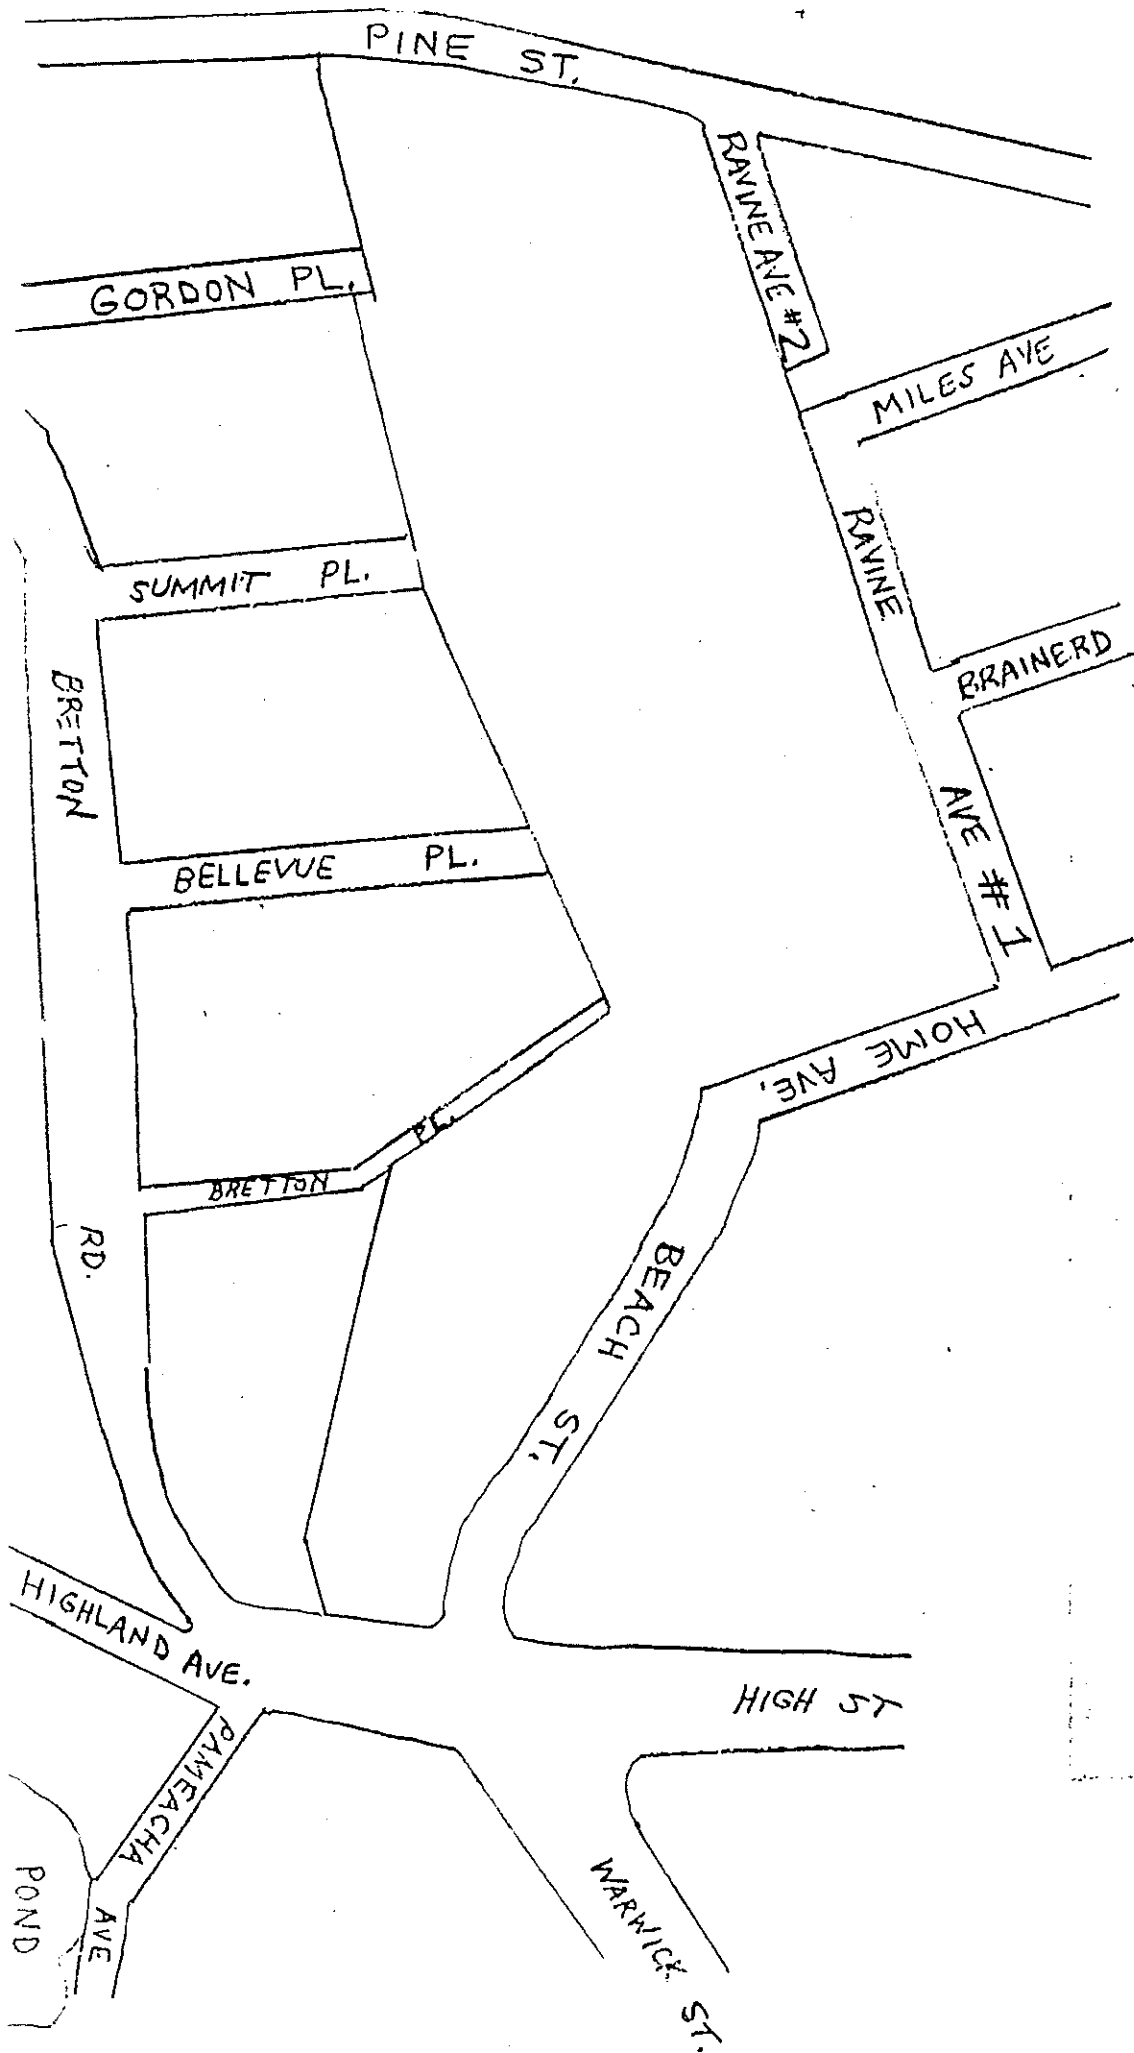 PINE ST.
RAVINE AVE #2
GORDON PL.
MILES AVE
RAVINE AVE #1
SUMMIT PL.
BRAINERD
BRETTON RD.
BELLEVUE PL.
HOME AVE.
BRETTON PL.
BEACH ST.
HIGHLAND AVE.
HIGH ST
PAMEACHA AVE
WARWICK ST.
POND